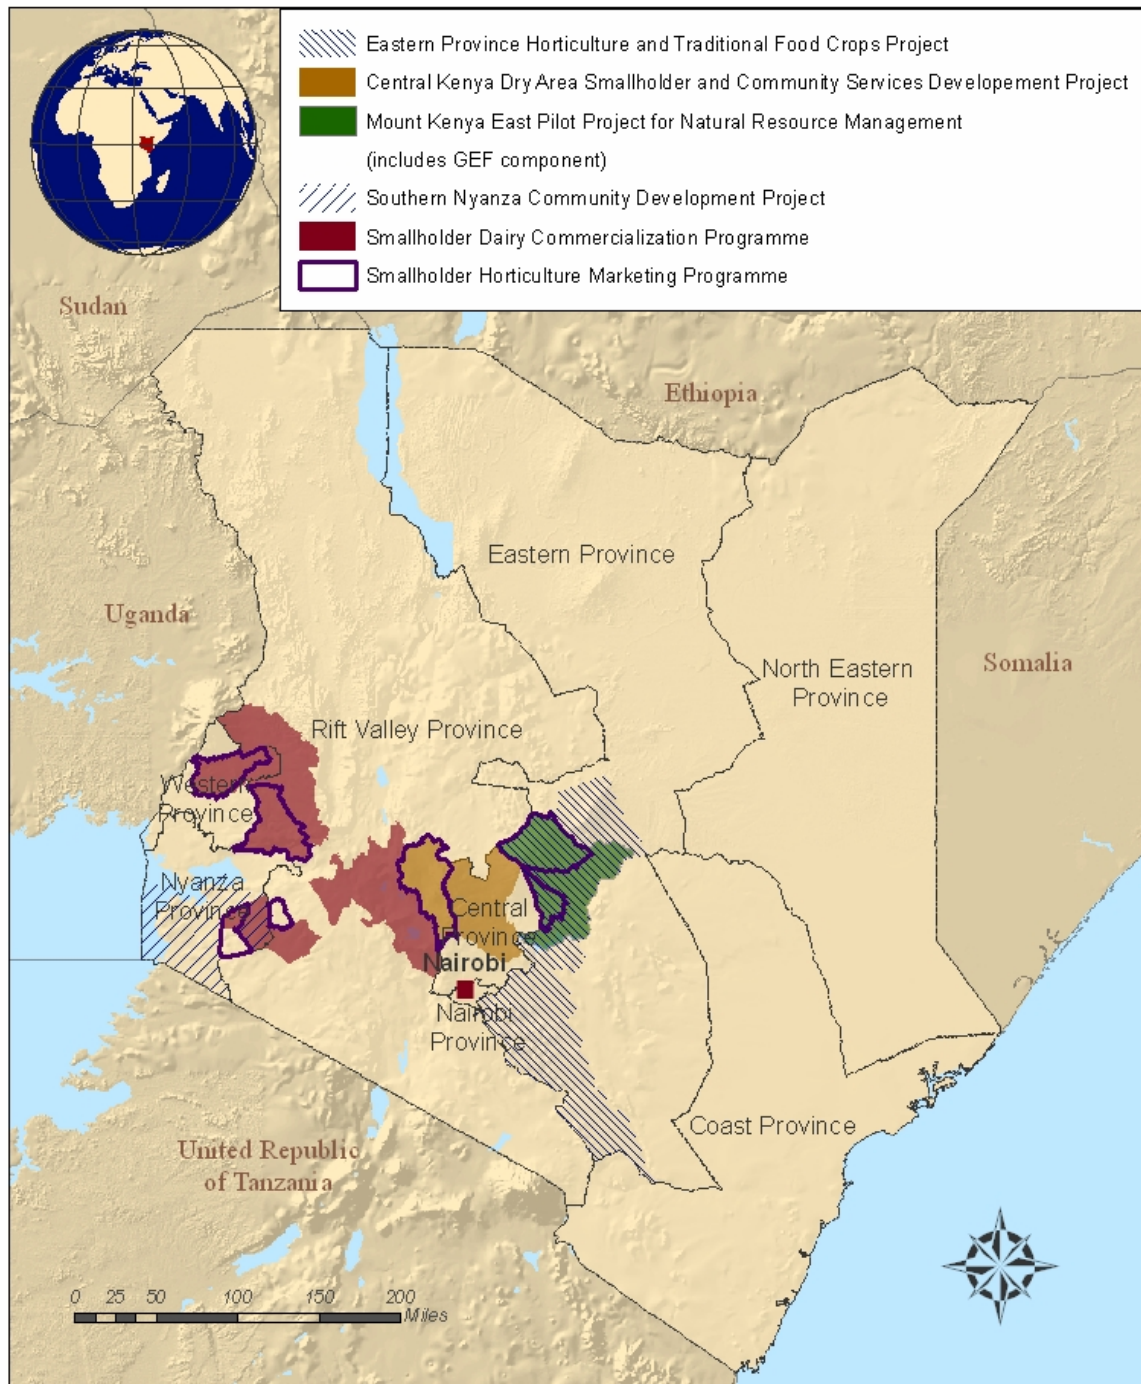 Eastern Province Horticulture and Traditional Food Crops Project
Central Kenya Dry Area Smallholder and Community Services Developement Project
Mount Kenya East Pilot Project for Natural Resource Management
(includes GEF component)
Southern Nyanza Community Development Project
Smallholder Dairy Commercialization Programme
Smallholder Horticulture Marketing Programme
Sudan
Ethiopia
Eastern Province
Uganda
Somalia
North Eastern
Province
Rift Valley Province
Western
Province
Nyanza
Province
Central
Province
Nairobi
Nairobi
Province
Coast Province
United Republic
of Tanzania
0 25 50 100 150 200
Miles